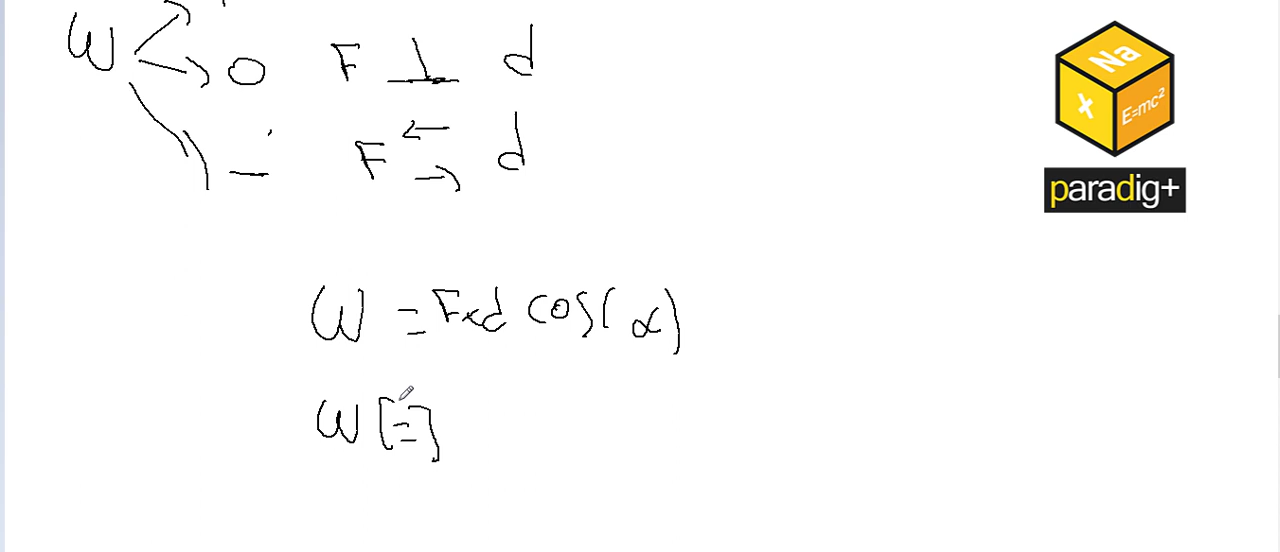 W 0 F ⊥ d
- F ← → d
W = F×d cos(α)
W [=]
Na
x E=mc²
paradig+